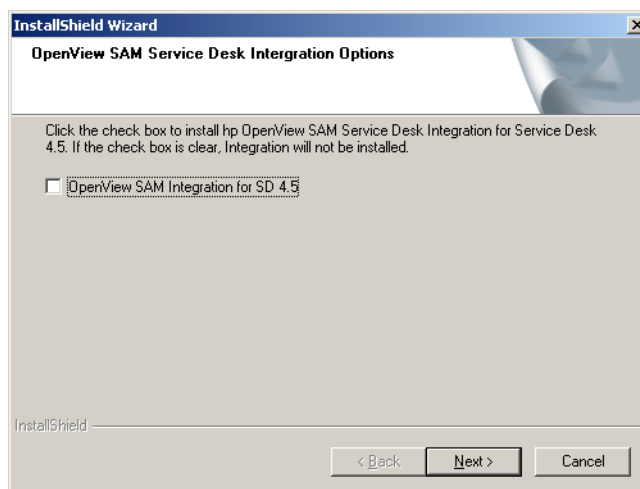 InstallShield Wizard
OpenView SAM Service Desk Intergration Options
Click the check box to install hp OpenView SAM Service Desk Integration for Service Desk
4.5. If the check box is clear, Integration will not be installed.
OpenView SAM Integration for SD 4.5
InstallShield
< Back Next > Cancel